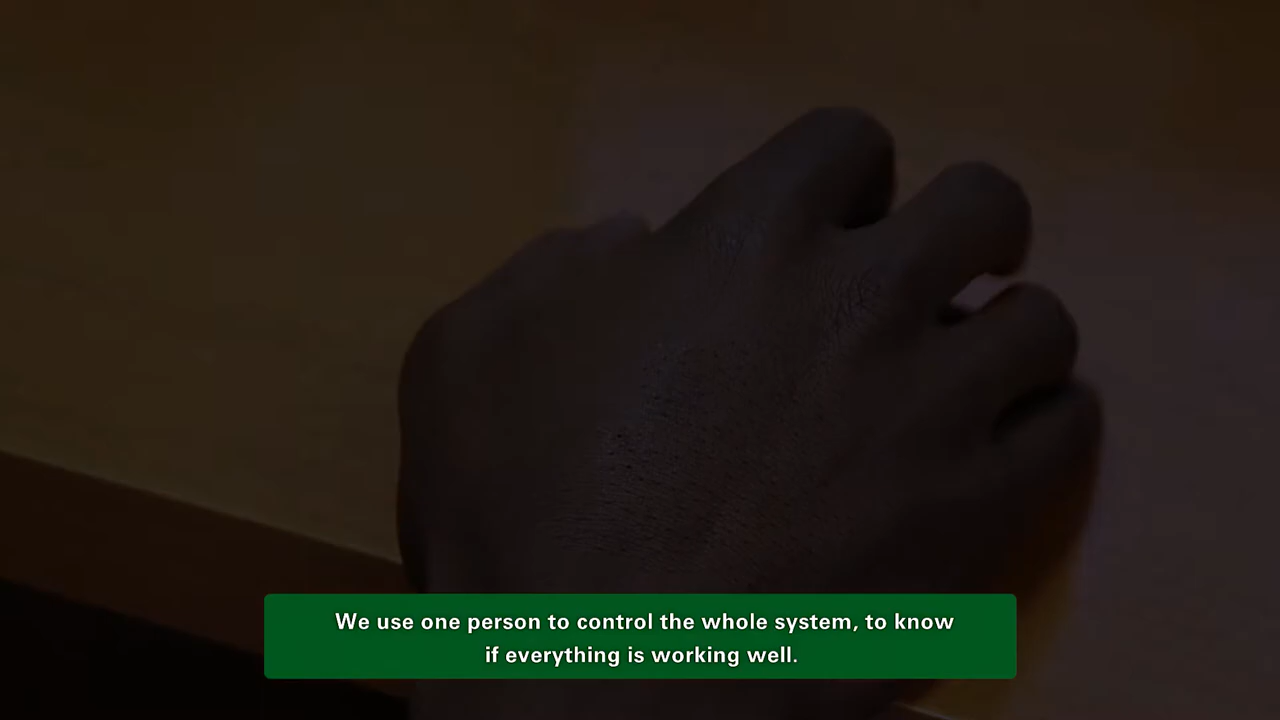 We use one person to control the whole system, to know
if everything is working well.